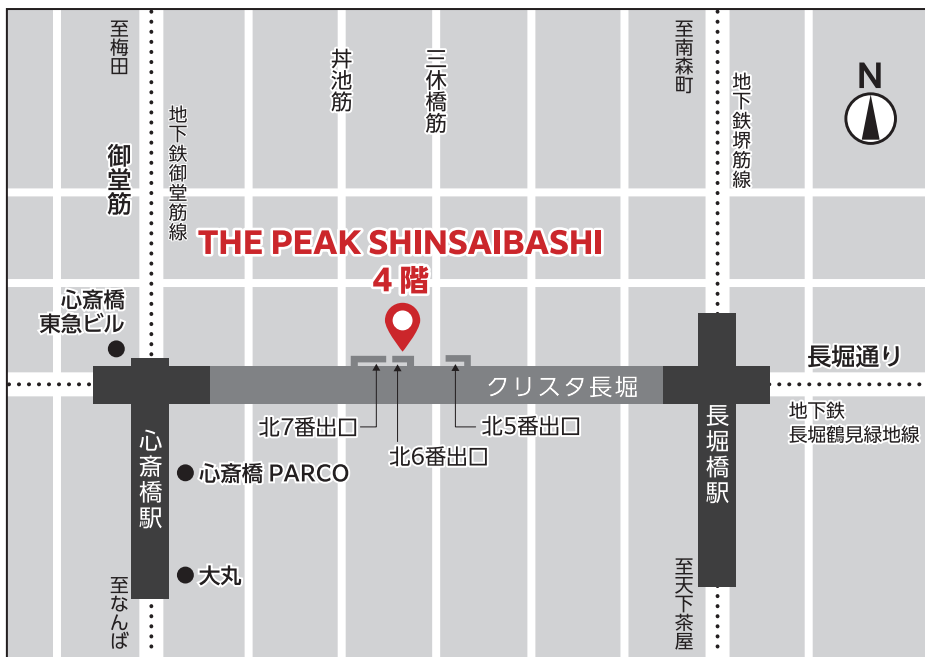 至梅田
御堂筋
地下鉄御堂筋線
丼池筋
三休橋筋
至南森町
地下鉄堺筋線
N
THE PEAK SHINSAIBASHI
4階
心斎橋
東急ビル
長堀通り
クリスタ長堀
地下鉄
長堀鶴見緑地線
北7番出口
北6番出口
北5番出口
心斎橋駅
心斎橋 PARCO
大丸
長堀橋駅
至なんば
至天下茶屋